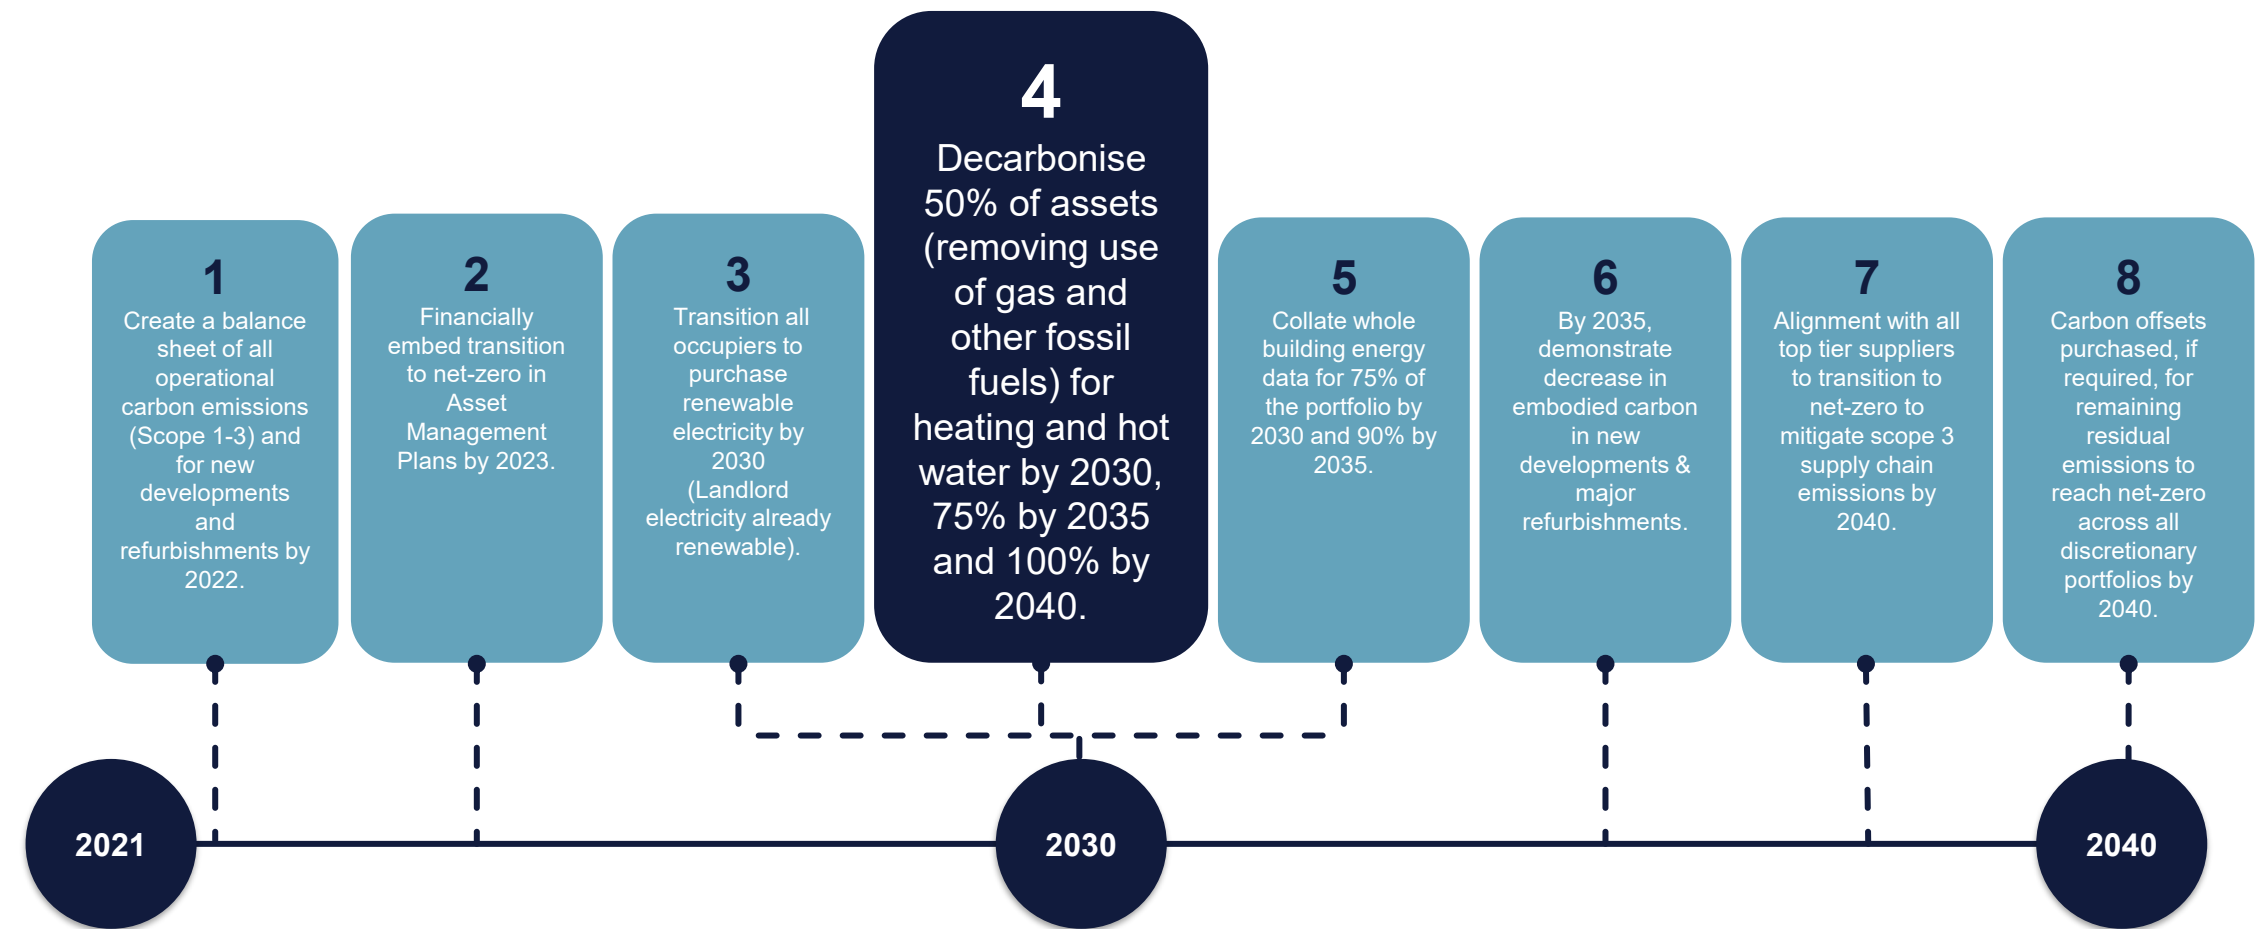 1
Create a balance
sheet of all
operational
carbon emissions
(Scope 1-3) and
for new
developments
and
refurbishments by
2022.
2
Financially
embed transition
to net-zero in
Asset
Management
Plans by 2023.
3
Transition all
occupiers to
purchase
renewable
electricity by
2030
(Landlord
electricity already
renewable).
4
Decarbonise
50% of assets
(removing use
of gas and
other fossil
fuels) for
heating and hot
water by 2030,
75% by 2035
and 100% by
2040.
5
Collate whole
building energy
data for 75% of
the portfolio by
2030 and 90% by
2035.
6
By 2035,
demonstrate
decrease in
embodied carbon
in new
developments &
major
refurbishments.
7
Alignment with all
top tier suppliers
to transition to
net-zero to
mitigate scope 3
supply chain
emissions by
2040.
8
Carbon offsets
purchased, if
required, for
remaining
residual
emissions to
reach net-zero
across all
discretionary
portfolios by
2040.
2021
2030
2040